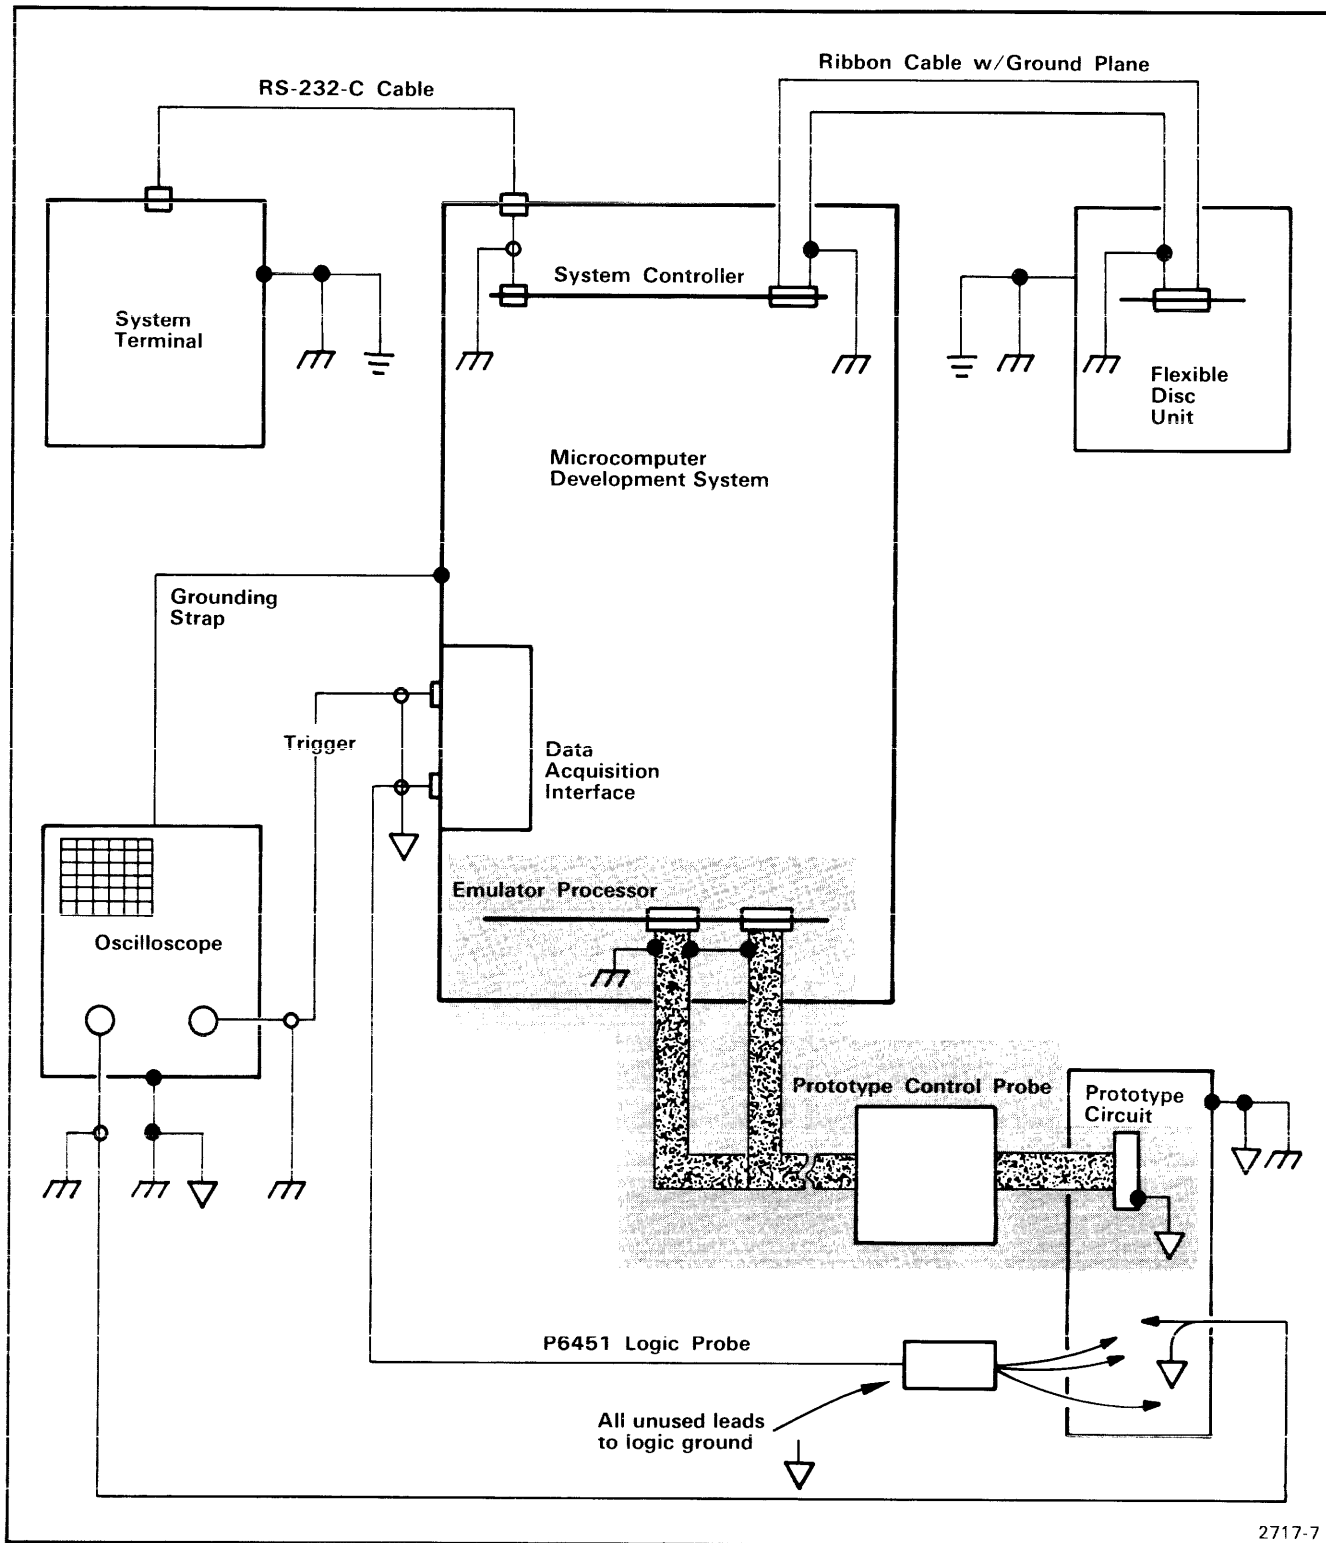 Ribbon Cable w/Ground Plane
RS-232-C Cable
System Controller
System
Terminal
Flexible
Disc
Unit
Microcomputer
Development System
Grounding
Strap
Trigger
Data
Acquisition
Interface
Emulator Processor
Oscilloscope
Prototype Control Probe
Prototype
Circuit
P6451 Logic Probe
All unused leads
to logic ground
2717-7